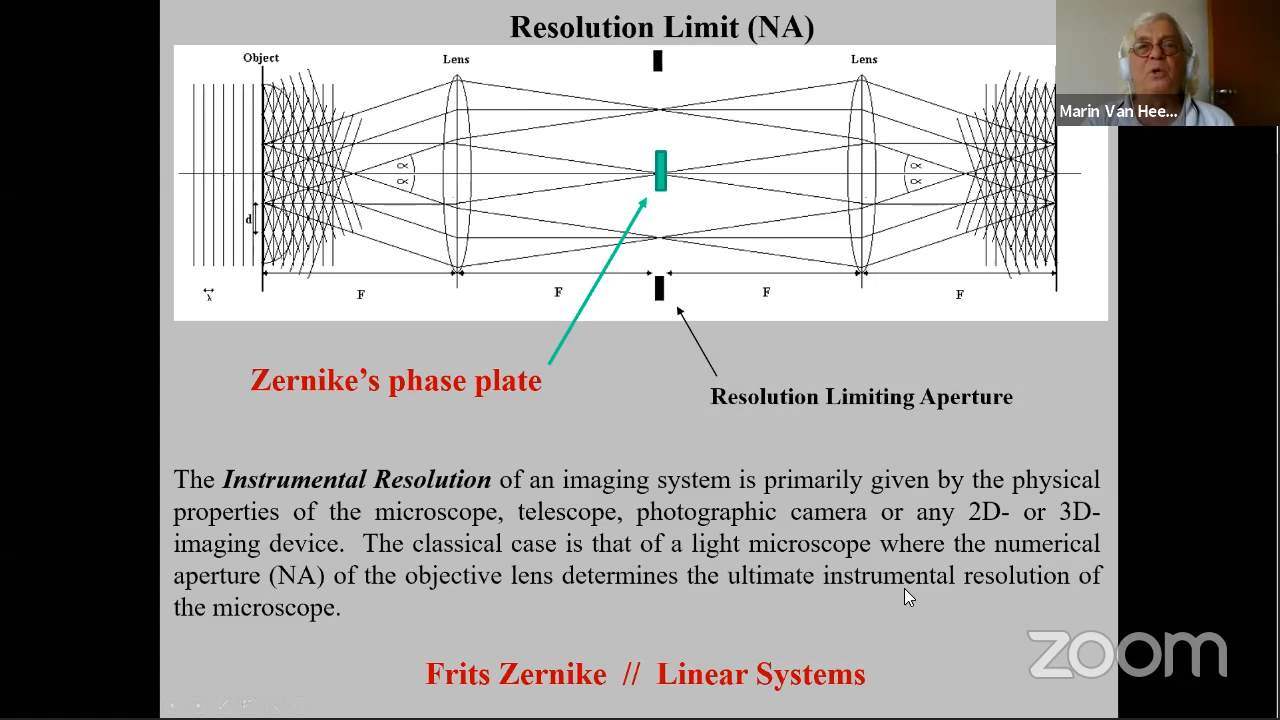 Resolution Limit (NA)
Object
Lens
Lens
Marin Van Hee...
α
α
α
α
d
λ
F
F
F
F
Zernike's phase plate
Resolution Limiting Aperture
The Instrumental Resolution of an imaging system is primarily given by the physical
properties of the microscope, telescope, photographic camera or any 2D- or 3D-
imaging device. The classical case is that of a light microscope where the numerical
aperture (NA) of the objective lens determines the ultimate instrumental resolution of
the microscope.
zoom
Frits Zernike // Linear Systems